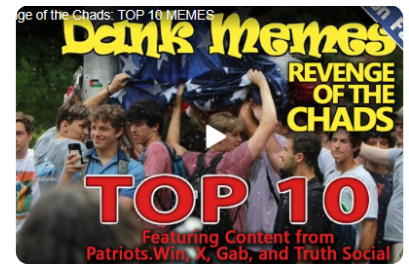 nge of the Chads: TOP 10 MEMES
Dank Memes
REVENGE
OF THE
CHADS
TOP 10
Featuring Content from
Patriots.Win, X, Gab, and Truth Social